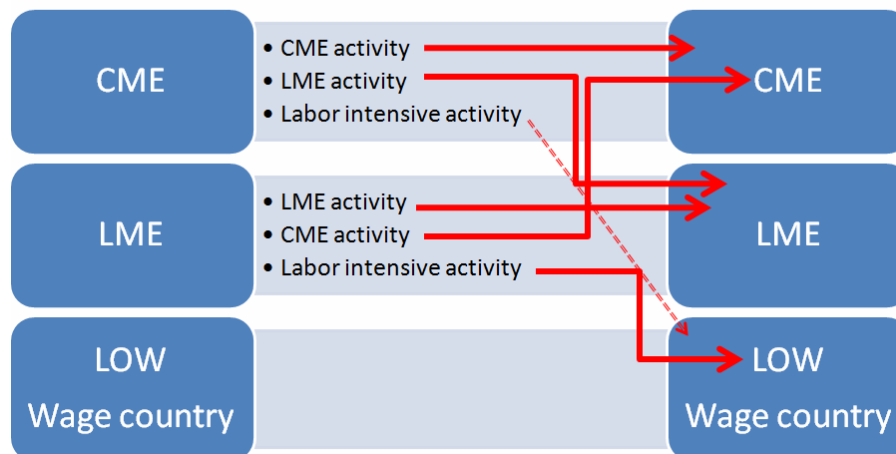 CME
• CME activity
• LME activity
• Labor intensive activity
CME
LME
• LME activity
• CME activity
• Labor intensive activity
LME
LOW
Wage country
LOW
Wage country